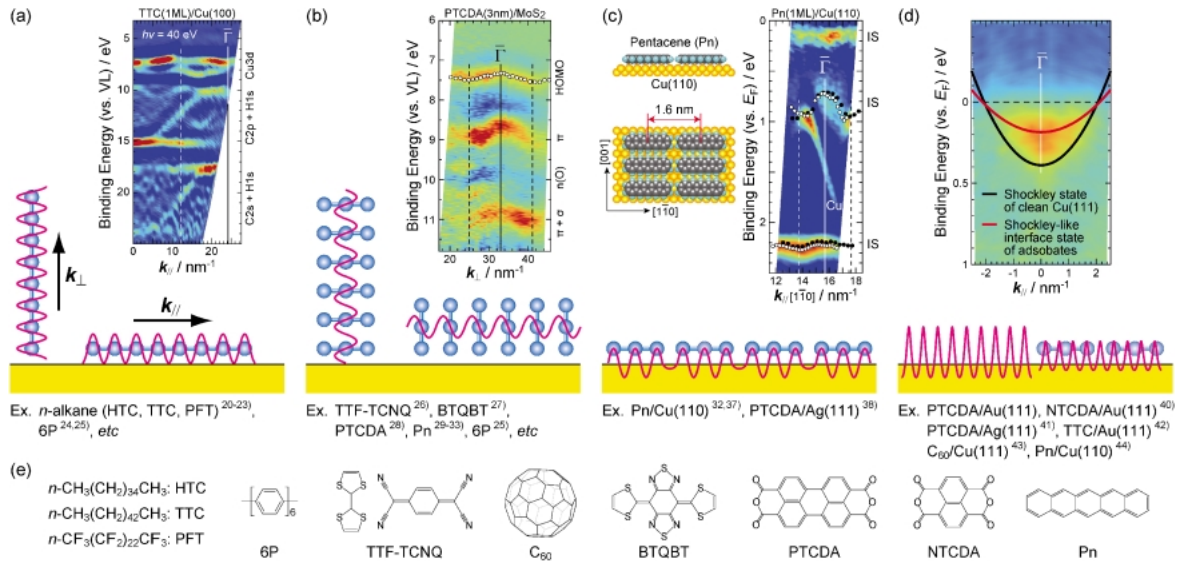 (a) TTC(1ML)/Cu(100)
hν = 40 eV
Γ̅
Binding Energy (vs. VL) / eV
5
10
15
20
Cu3d
C2p + H1s
C2s + H1s
0 10 20
k// / nm⁻¹
k⊥
k//
Ex. n-alkane (HTC, TTC, PFT) ²⁰⁻²³⁾,
6P ²⁴,²⁵⁾, etc
(b) PTCDA(3nm)/MoS₂
Γ̅
Binding Energy (vs. VL) / eV
6
7
8
9
10
11
HOMO
π
n(O)
π + σ
20 30 40
k⊥ / nm⁻¹
Ex. TTF-TCNQ ²⁶⁾, BTQBT ²⁷⁾,
PTCDA ²⁸⁾, Pn ²⁹⁻³³⁾, 6P ²⁵⁾, etc
(c) Pn(1ML)/Cu(110)
Pentacene (Pn)
Cu(110)
1.6 nm
[001]
[11̅0]
Γ̅
Binding Energy (vs. E_F) / eV
0
1
2
IS
IS
IS
Cu
12 14 16 18
k// [11̅0] / nm⁻¹
Ex. Pn/Cu(110) ³²,³⁷⁾, PTCDA/Ag(111) ³⁸⁾
(d)
Γ̅
Binding Energy (vs. E_F) / eV
0
0.5
1
Shockley state
of clean Cu(111)
Shockley-like
interface state
of adsobates
-2 0 2
k// / nm⁻¹
Ex. PTCDA/Au(111), NTCDA/Au(111) ⁴⁰⁾
PTCDA/Ag(111) ⁴¹⁾, TTC/Au(111) ⁴²⁾
C₆₀/Cu(111) ⁴³⁾, Pn/Cu(110) ⁴⁴⁾
(e)
n-CH₃(CH₂)₃₄CH₃: HTC
n-CH₃(CH₂)₄₂CH₃: TTC
n-CF₃(CF₂)₂₂CF₃: PFT
6
6P
S S
S S
N N
N N
TTF-TCNQ
C₆₀
S
N N
S S
S S
N N
S
BTQBT
O O
O O
O O
PTCDA
O O
O O
O O
NTCDA
Pn